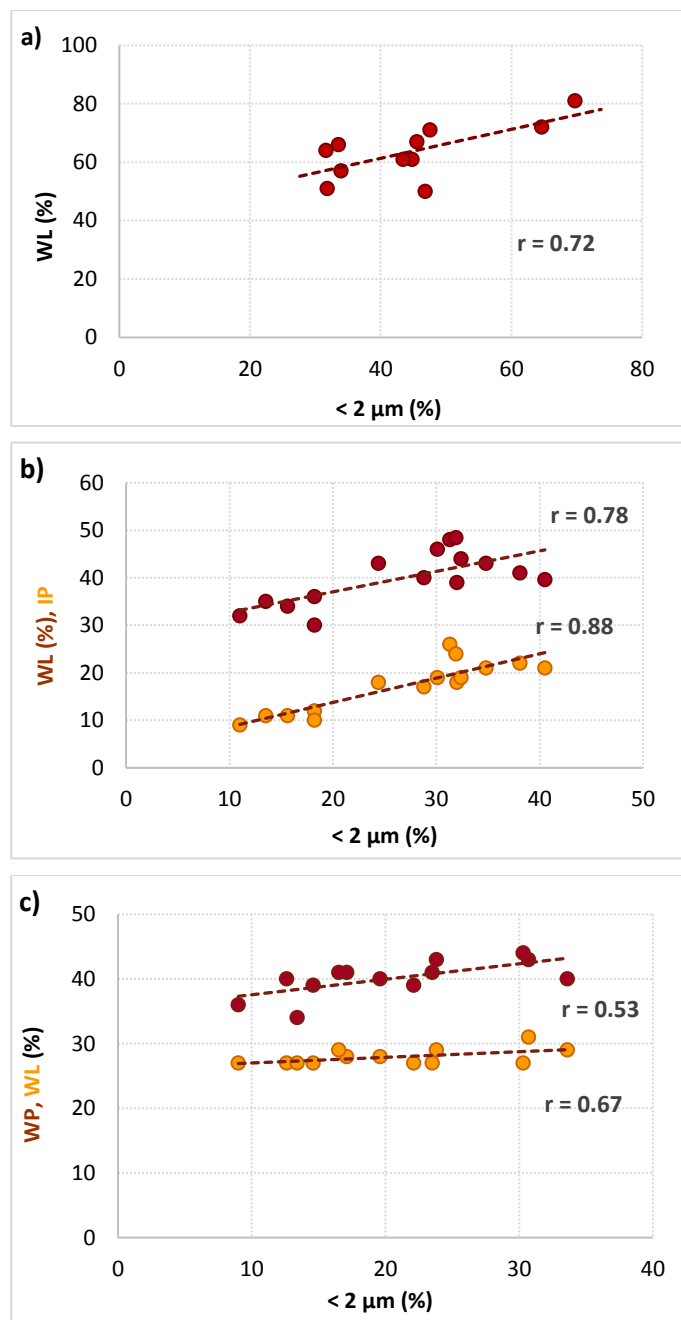 a)
100
80
60
40
20
0
WL (%)
r = 0.72
0 20 40 60 80
< 2 µm (%)
b)
60
50
40
30
20
10
0
WL (%), IP
r = 0.78
r = 0.88
0 10 20 30 40 50
< 2 µm (%)
c)
50
40
30
20
10
0
WP, WL (%)
r = 0.53
r = 0.67
0 10 20 30 40
< 2 µm (%)